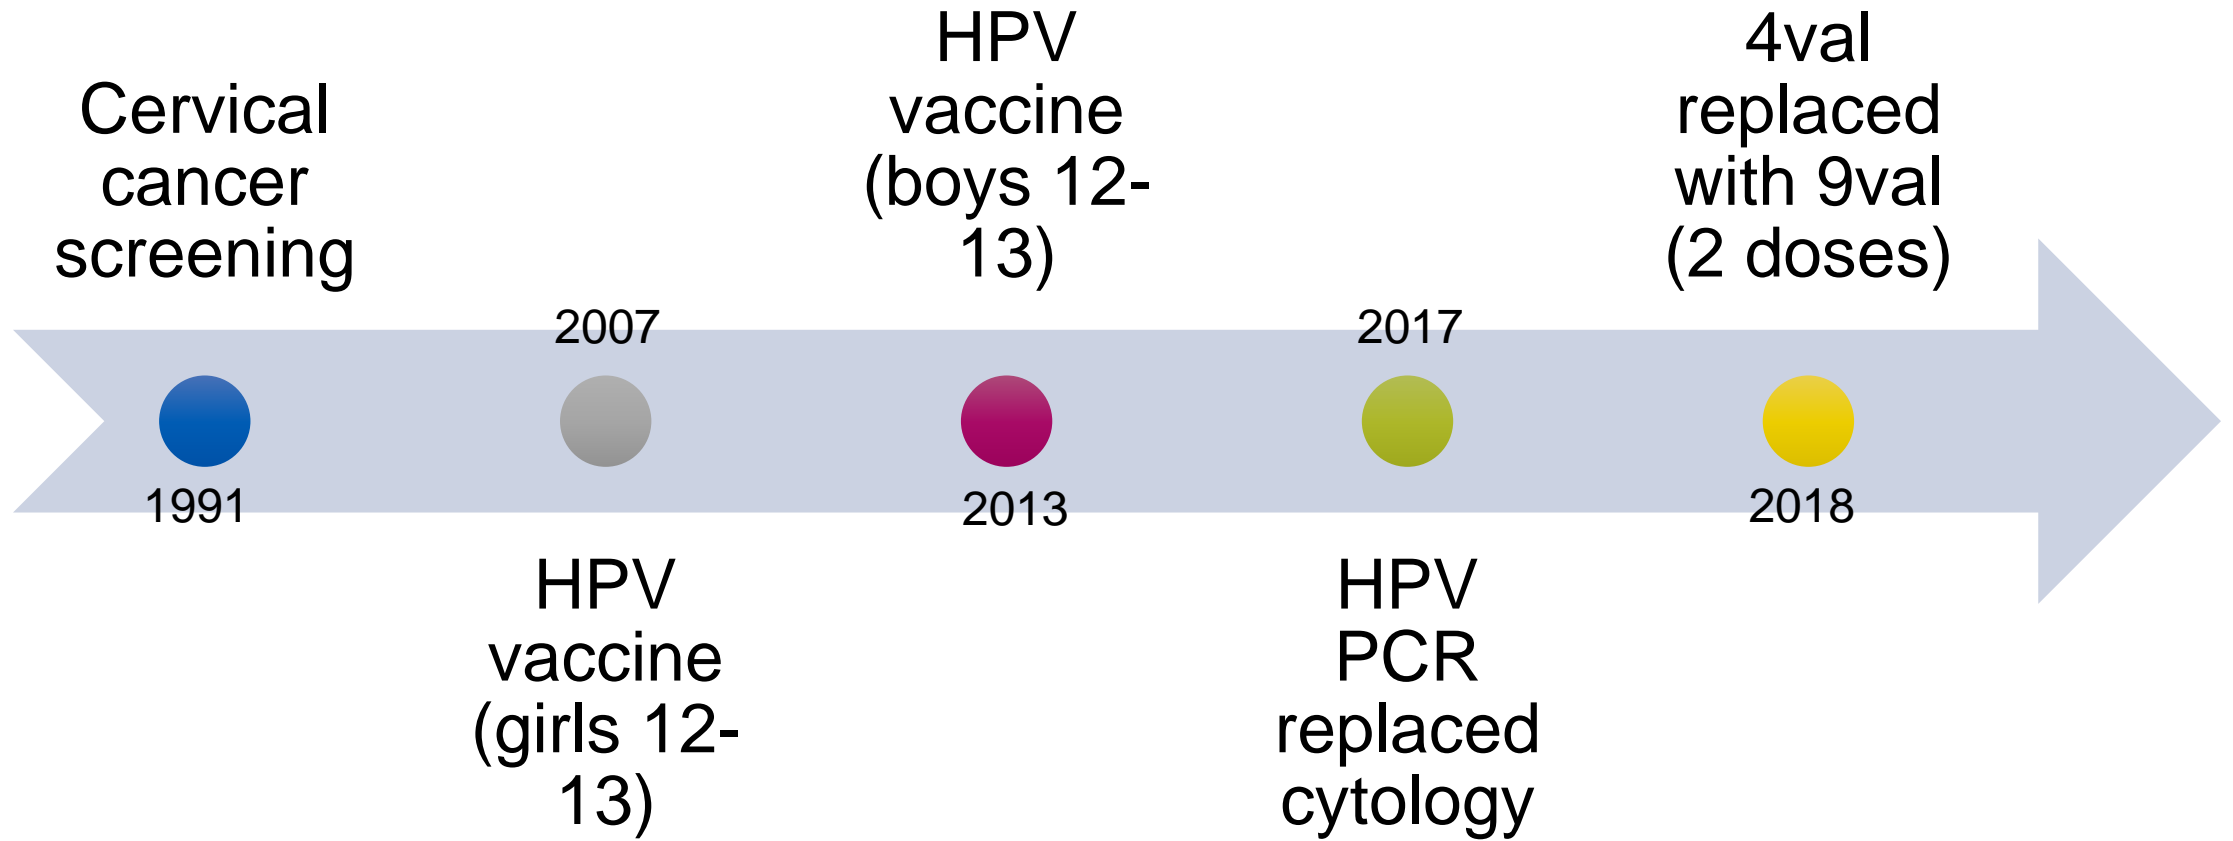 Cervical
cancer
screening
1991
2007
HPV
vaccine
(girls 12-
13)
HPV
vaccine
(boys 12-
13)
2013
2017
HPV
PCR
replaced
cytology
4val
replaced
with 9val
(2 doses)
2018